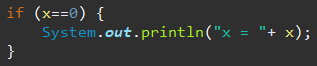 if (x==0) {
    System.out.println("x = "+ x);
}